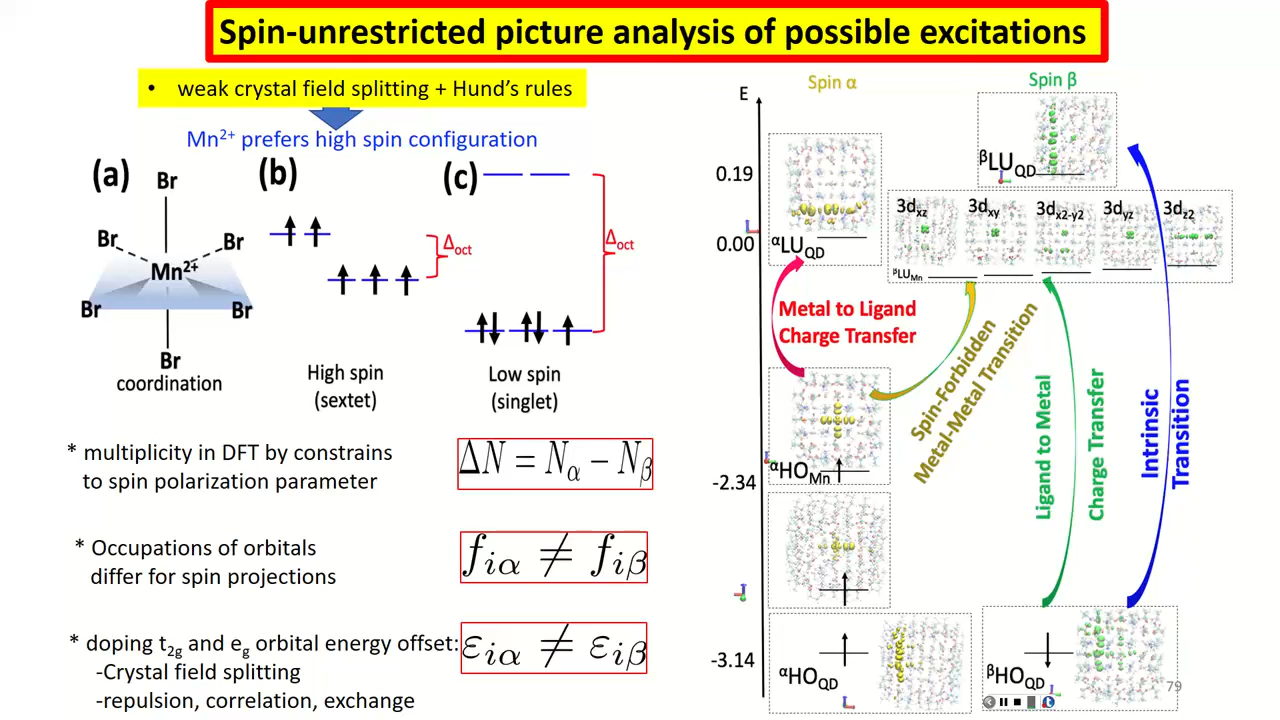 Spin-unrestricted picture analysis of possible excitations
• weak crystal field splitting + Hund's rules
Mn²⁺ prefers high spin configuration
(a)
Br
Br
Br
Mn²⁺
Br
Br
Br
coordination
(b)
Δoct
High spin
(sextet)
(c)
Δoct
Low spin
(singlet)
* multiplicity in DFT by constrains
to spin polarization parameter
ΔN = Nα − Nβ
* Occupations of orbitals
differ for spin projections
fiα ≠ fiβ
* doping t2g and eg orbital energy offset:
-Crystal field splitting
-repulsion, correlation, exchange
εiα ≠ εiβ
E
Spin α
Spin β
0.19
0.00
-2.34
-3.14
αLUQD
βLUQD
3dxz
3dxy
3dx2-y2
3dyz
3dz2
βLUMn
Metal to Ligand
Charge Transfer
Spin-Forbidden
Metal-Metal Transition
Ligand to Metal
Charge Transfer
Intrinsic
Transition
αHOMn
αHOQD
βHOQD
79